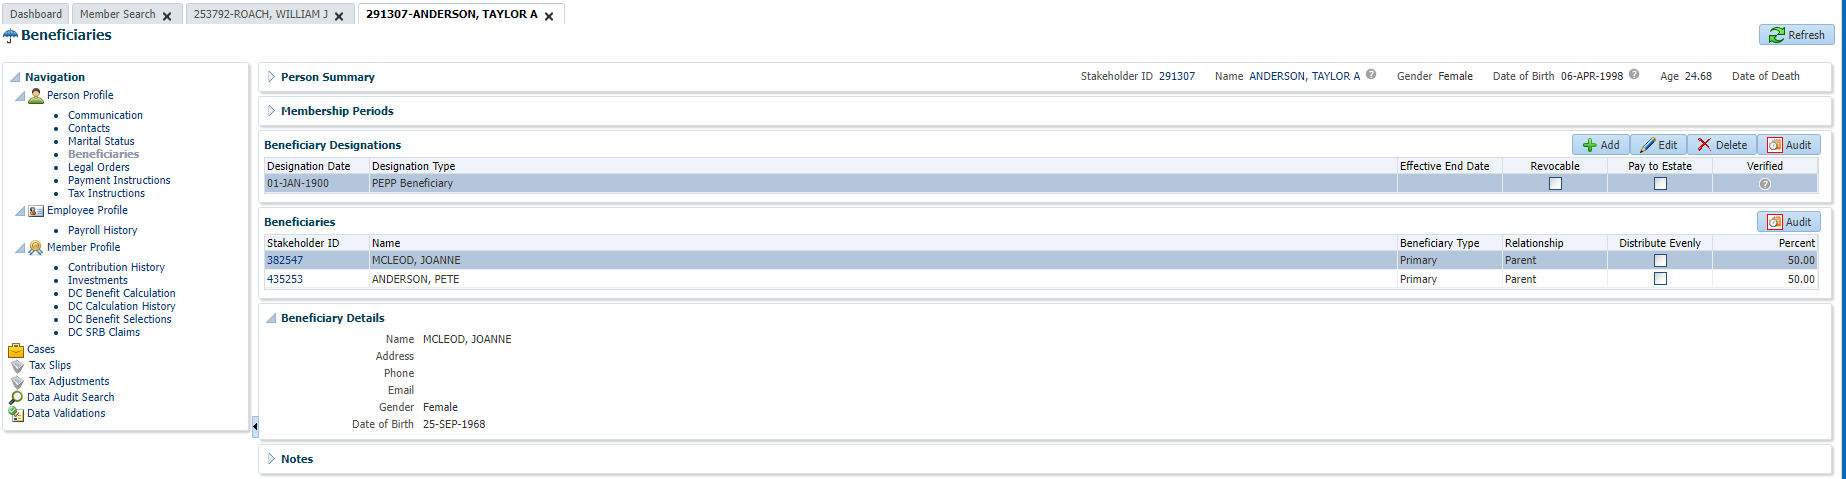 Dashboard Member Search 253792-ROACH, WILLIAM J 291307-ANDERSON, TAYLOR A
Beneficiaries Refresh
Navigation
Person Profile
Communication
Contacts
Marital Status
Beneficiaries
Legal Orders
Payment Instructions
Tax Instructions
Employee Profile
Payroll History
Member Profile
Contribution History
Investments
DC Benefit Calculation
DC Calculation History
DC Benefit Selections
DC SRB Claims
Cases
Tax Slips
Tax Adjustments
Data Audit Search
Data Validations
Person Summary Stakeholder ID 291307 Name ANDERSON, TAYLOR A Gender Female Date of Birth 06-APR-1998 Age 24.68 Date of Death
Membership Periods
Beneficiary Designations Add Edit Delete Audit
Designation Date Designation Type Effective End Date Revocable Pay to Estate Verified
01-JAN-1900 PEPP Beneficiary
Beneficiaries Audit
Stakeholder ID Name Beneficiary Type Relationship Distribute Evenly Percent
382547 MCLEOD, JOANNE Primary Parent 50.00
435253 ANDERSON, PETE Primary Parent 50.00
Beneficiary Details
Name MCLEOD, JOANNE
Address
Phone
Email
Gender Female
Date of Birth 25-SEP-1968
Notes